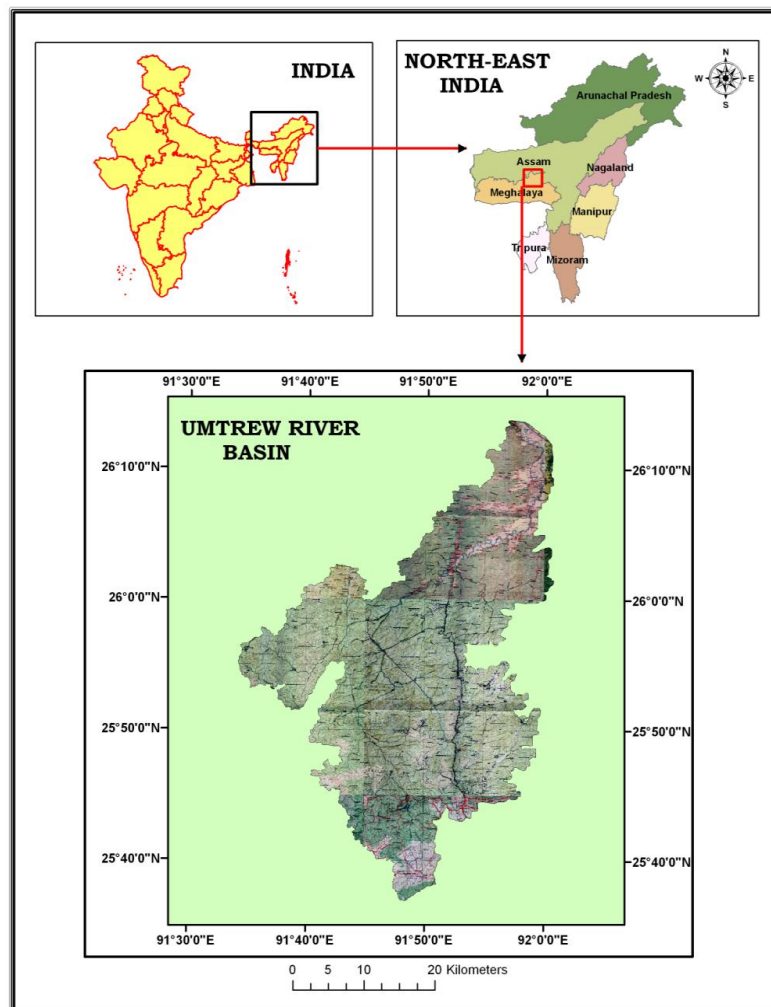 INDIA
NORTH-EAST
INDIA
N
W E
S
Arunachal Pradesh
Assam
Nagaland
Meghalaya
Manipur
Tripura
Mizoram
91°30'0"E 91°40'0"E 91°50'0"E 92°0'0"E
UMTREW RIVER
BASIN
26°10'0"N 26°10'0"N
26°0'0"N 26°0'0"N
25°50'0"N 25°50'0"N
25°40'0"N 25°40'0"N
91°30'0"E 91°40'0"E 91°50'0"E 92°0'0"E
0 5 10 20 Kilometers